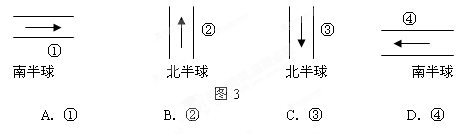 ① ② ③ ④
南半球 北半球 北半球 南半球
图 3
A. ① B. ② C. ③ D. ④